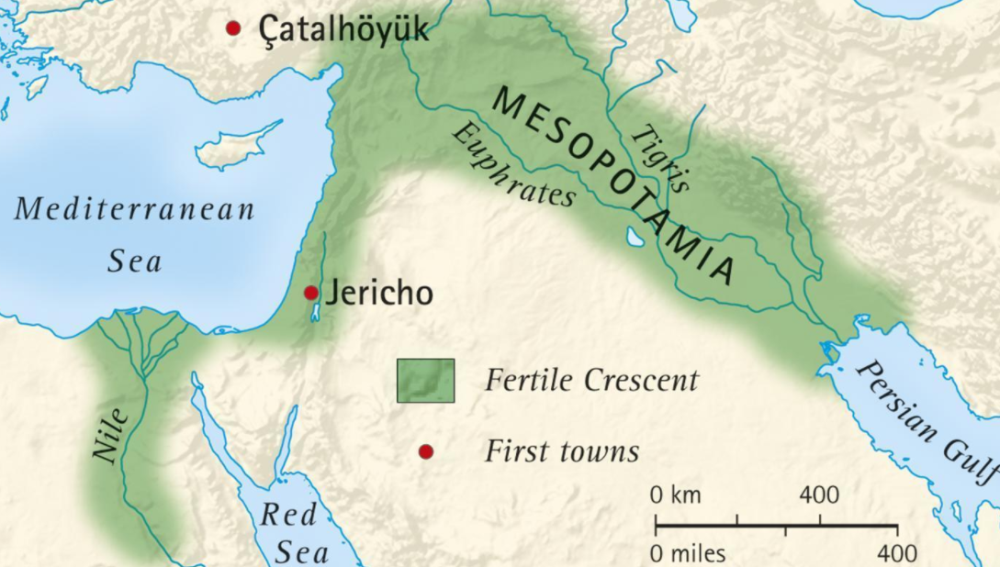 Çatalhöyük
MESOPOTAMIA
Tigris
Euphrates
Mediterranean
Sea
Jericho
Fertile Crescent
First towns
Nile
Red
Sea
Persian Gulf
0 km 400
0 miles 400